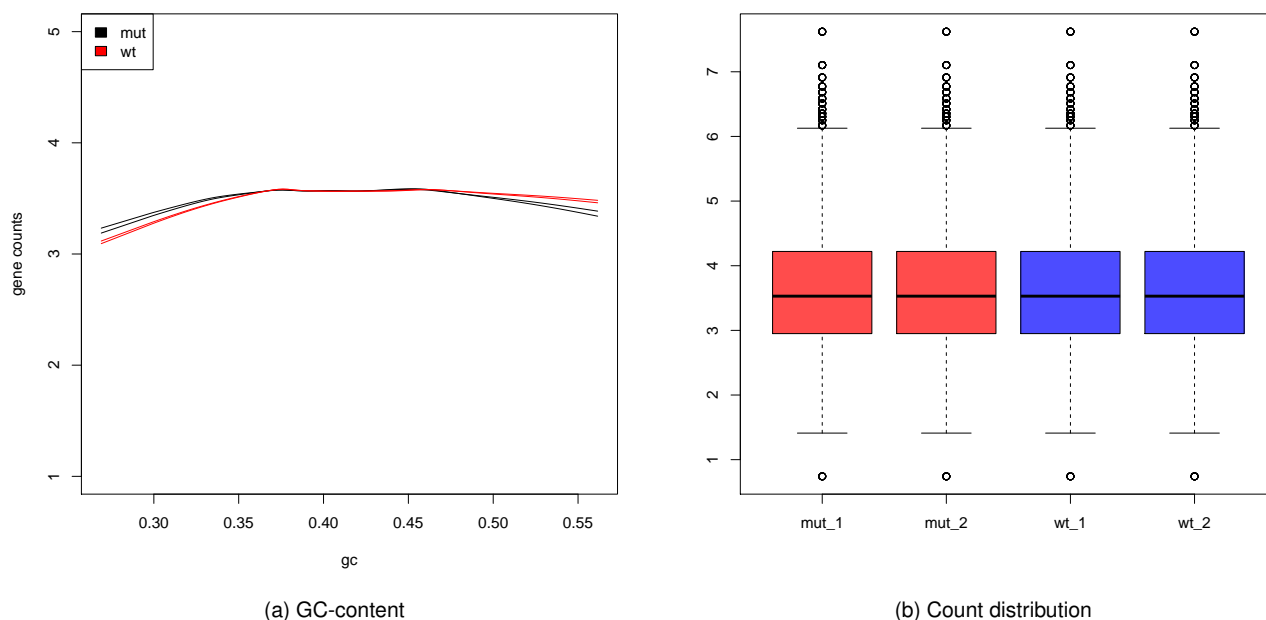 5
4
3
2
1
gene counts
mut
wt
0.30 0.35 0.40 0.45 0.50 0.55
gc
(a) GC-content
7
6
5
4
3
2
1
mut_1 mut_2 wt_1 wt_2
(b) Count distribution